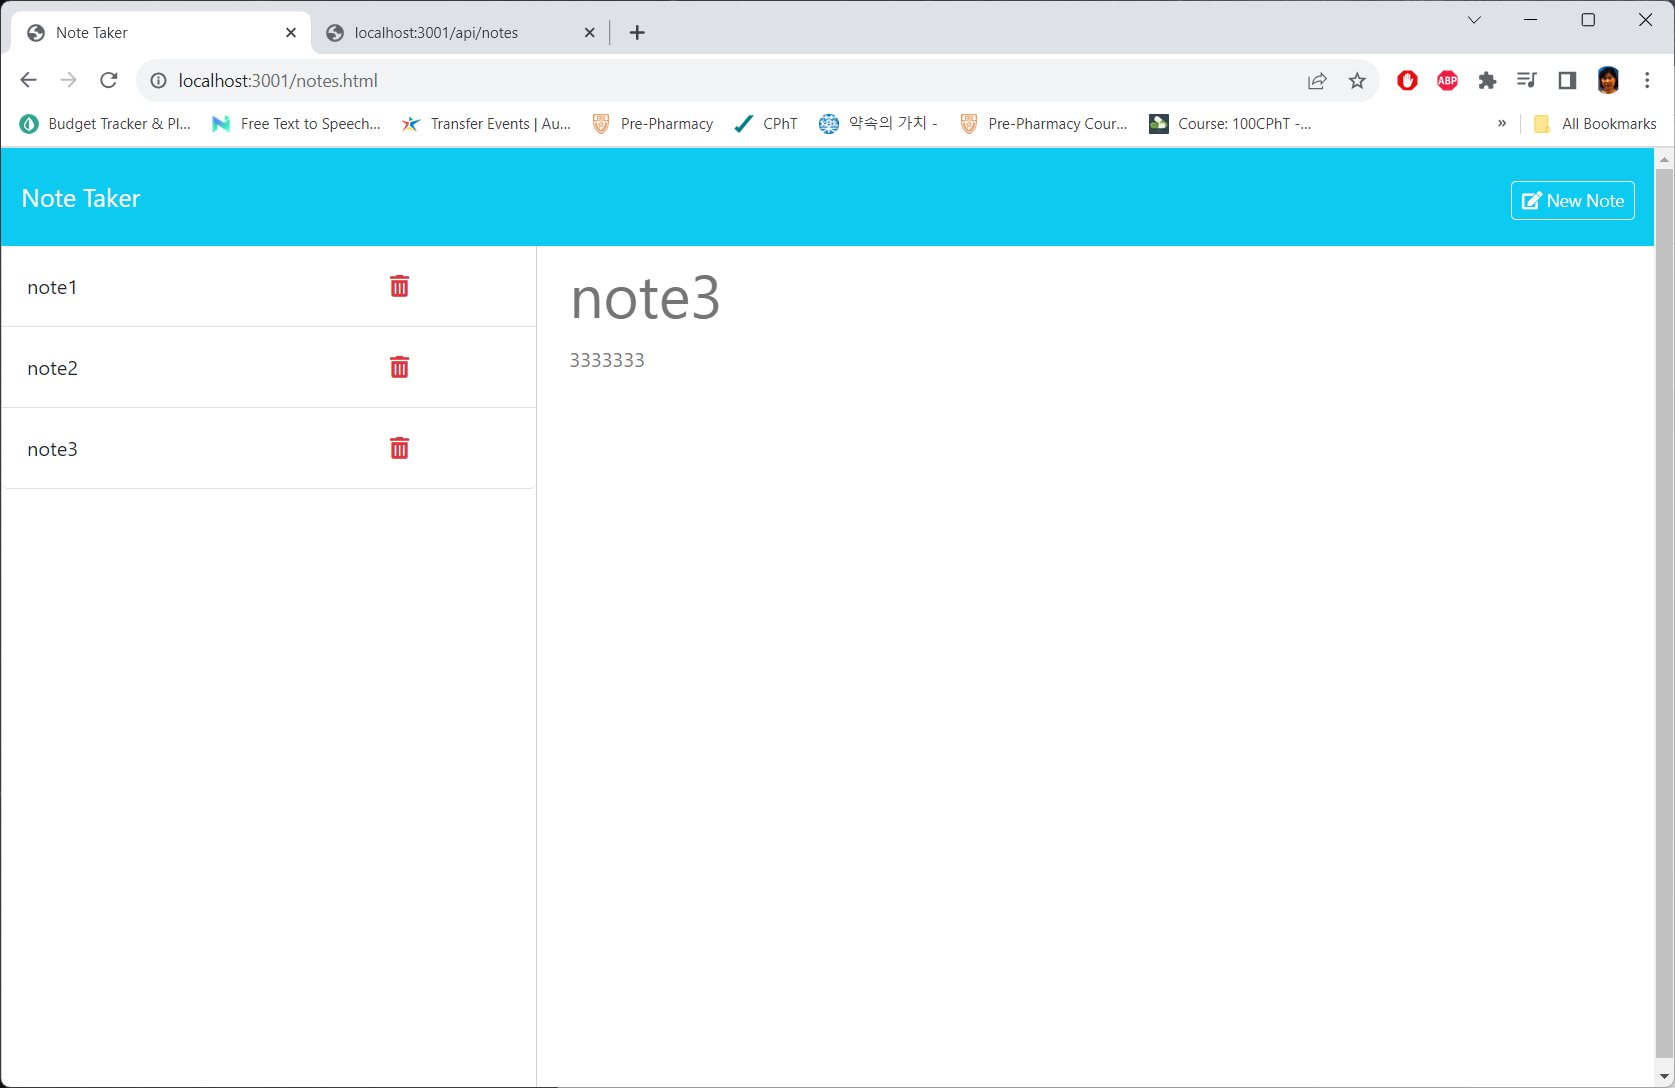 Note Taker
localhost:3001/api/notes
localhost:3001/notes.html
ABP
Budget Tracker & Pl...
Free Text to Speech...
Transfer Events | Au...
Pre-Pharmacy
CPhT
약속의 가치 -
Pre-Pharmacy Cour...
Course: 100CPhT -...
»
All Bookmarks
Note Taker
New Note
note1
note2
note3
note3
3333333